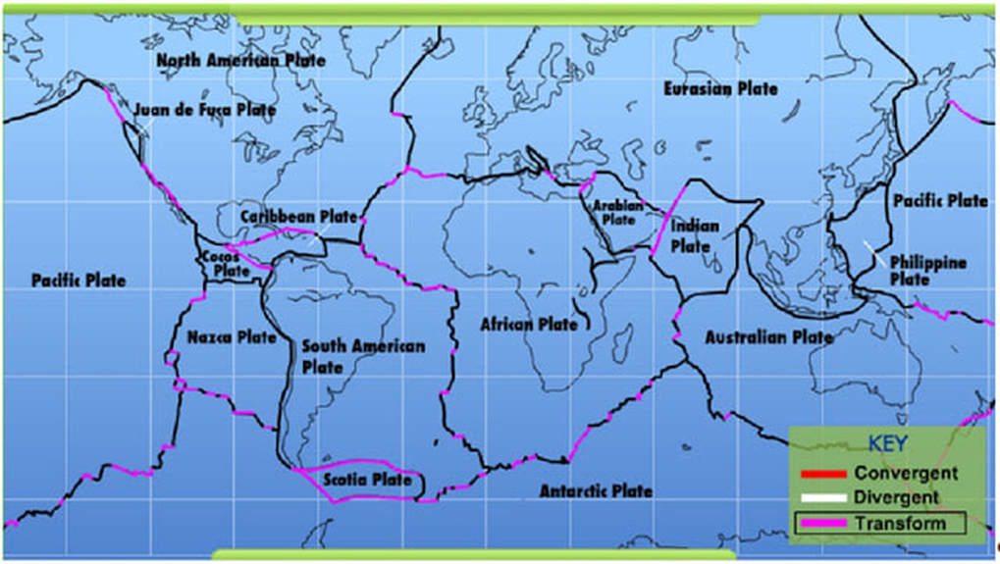 North American Plate
Eurasian Plate
Juan de Fuca Plate
Caribbean Plate
Arabian
Plate
Pacific Plate
Indian
Plate
Cocos
Plate
Philippine
Plate
Pacific Plate
Nazca Plate
South American
Plate
African Plate
Australian Plate
Scotia Plate
Antarctic Plate
KEY
Convergent
Divergent
Transform